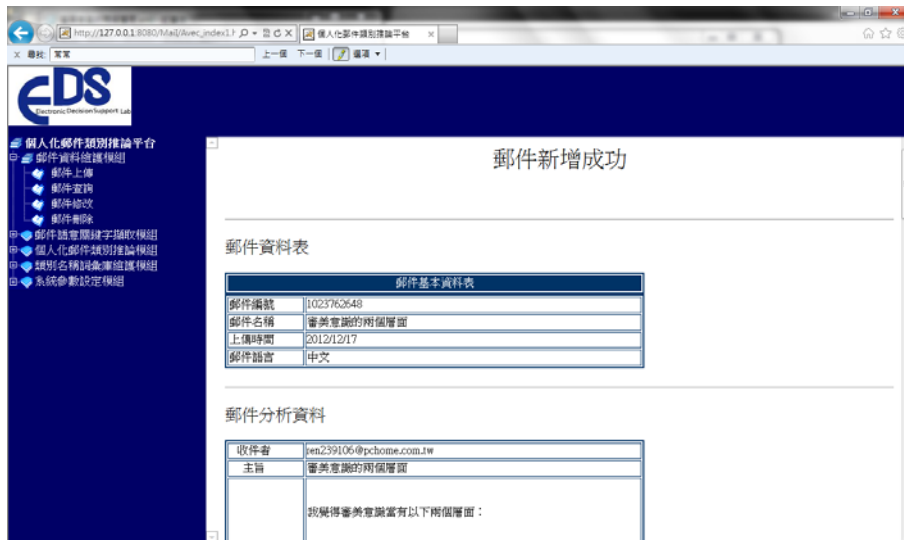 http://127.0.0.1:8080/Mail/Avec_index1.h
個人化郵件類別推論平台
x 尋找: 冀冀
上一個 下一個 選項
EDS
Electronic Decision Support Lab
個人化郵件類別推論平台
郵件資料維護模組
郵件上傳
郵件查詢
郵件修改
郵件刪除
郵件語意關鍵字擷取模組
個人化郵件類別推論模組
類別名稱詞彙庫維護模組
系統參數設定模組
郵件新增成功
郵件資料表
郵件基本資料表
郵件編號 1023762648
郵件名稱 審美意識的兩個層面
上傳時間 2012/12/17
郵件語言 中文
郵件分析資料
收件者 ren239106@pchome.com.tw
主旨 審美意識的兩個層面
我覺得審美意識當有以下兩個層面：